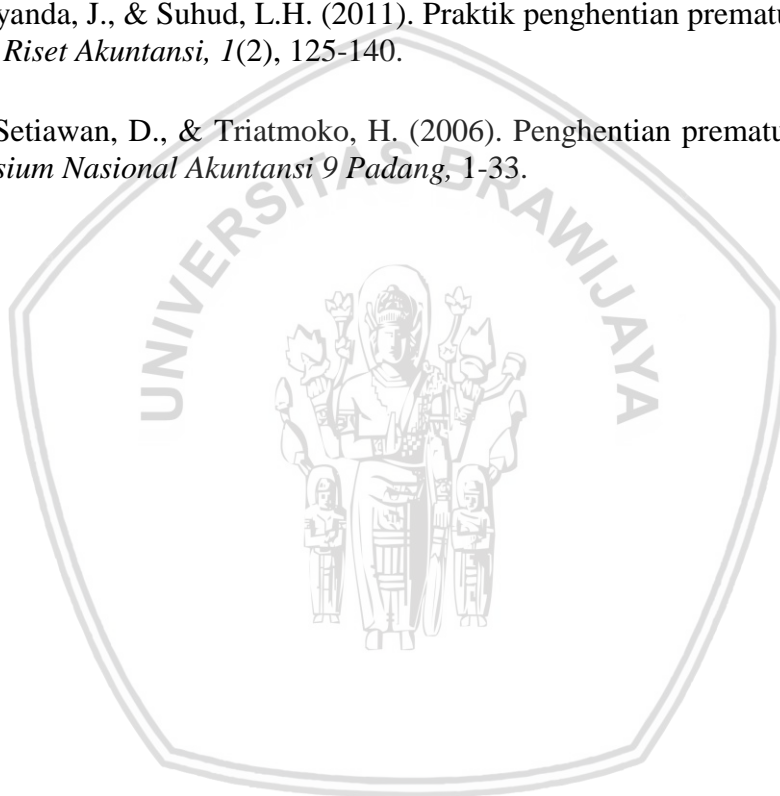 yanda, J., & Suhud, L.H. (2011). Praktik penghentian prematu
Riset Akuntansi, 1(2), 125-140.
Setiawan, D., & Triatmoko, H. (2006). Penghentian prematu
sium Nasional Akuntansi 9 Padang, 1-33.
UNIVERSITAS BRAWIJAYA